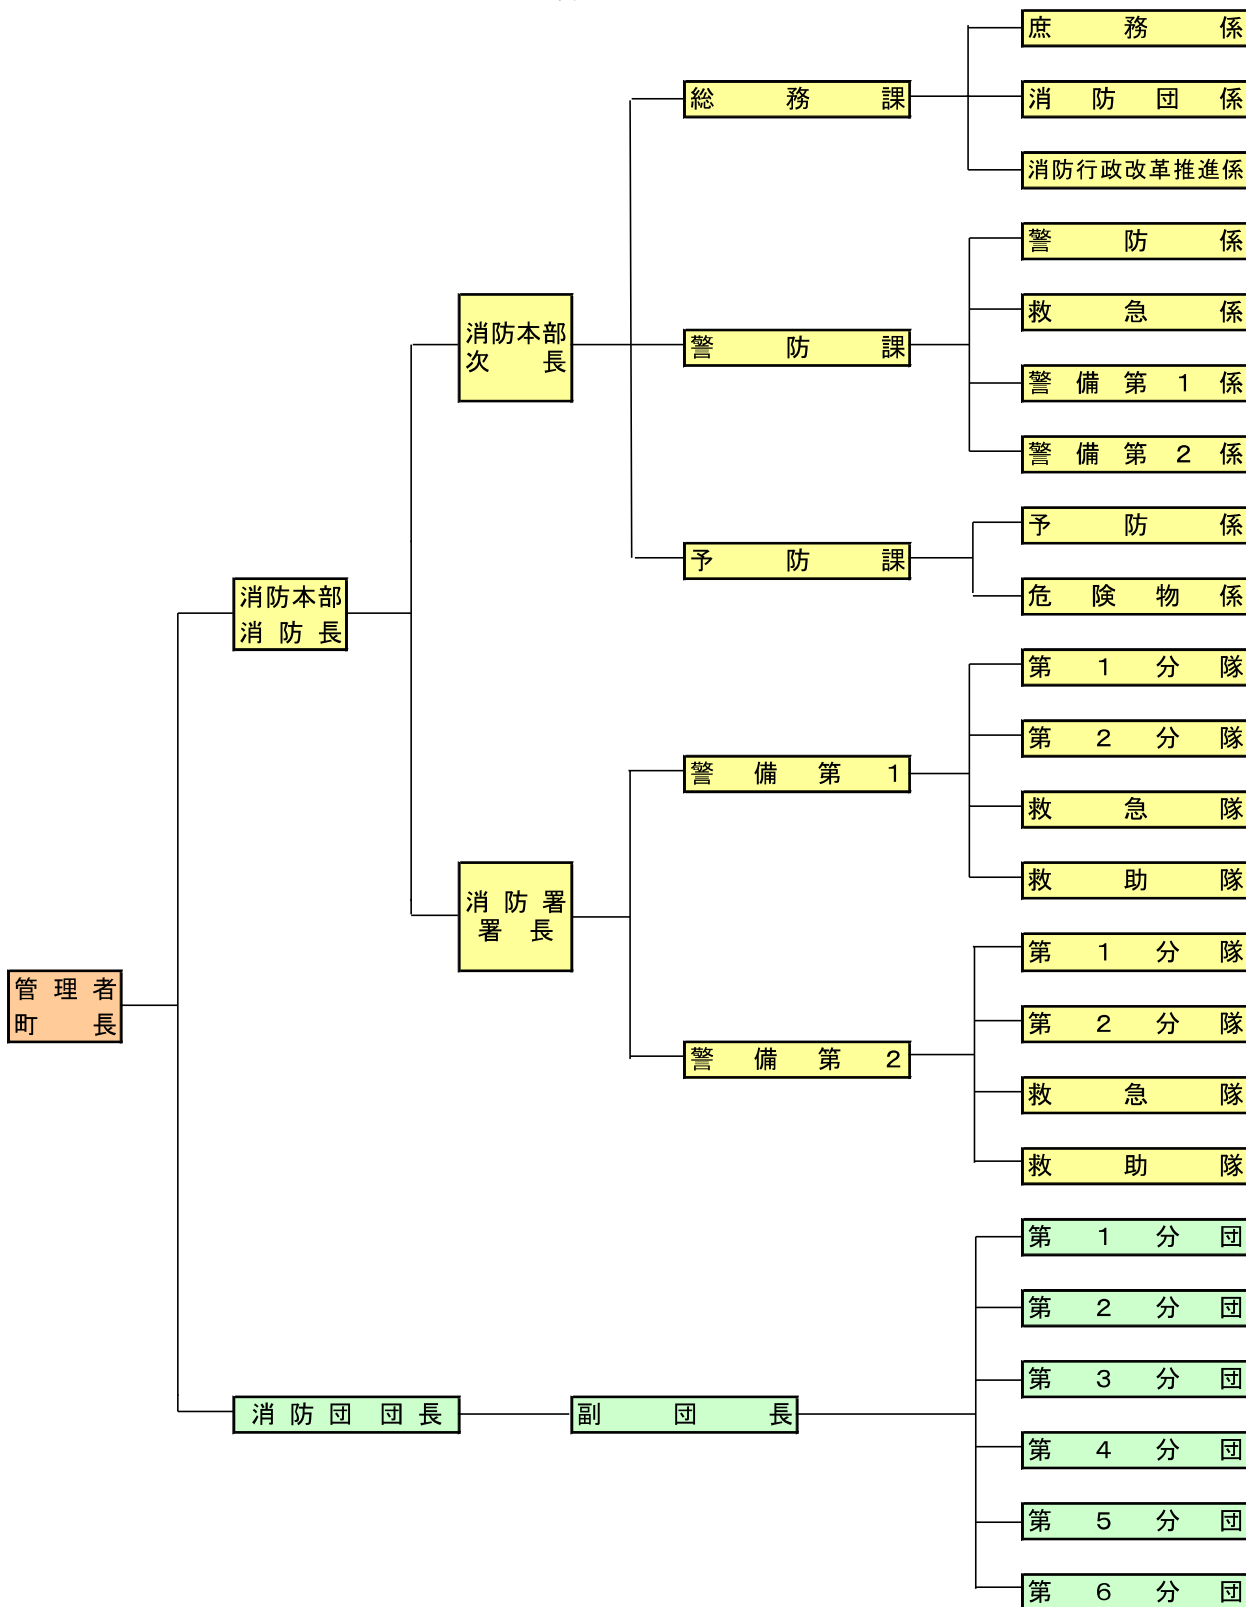 庶務係
総務課
消防団係
消防行政改革推進係
警防係
救急係
消防本部
次長
警防課
警備第1係
警備第2係
予防係
予防課
危険物係
消防本部
消防長
第1分隊
第2分隊
警備第1
救急隊
救助隊
消防署
署長
第1分隊
管理者
町長
第2分隊
警備第2
救急隊
救助隊
第1分団
第2分団
第3分団
消防団団長
副団長
第4分団
第5分団
第6分団